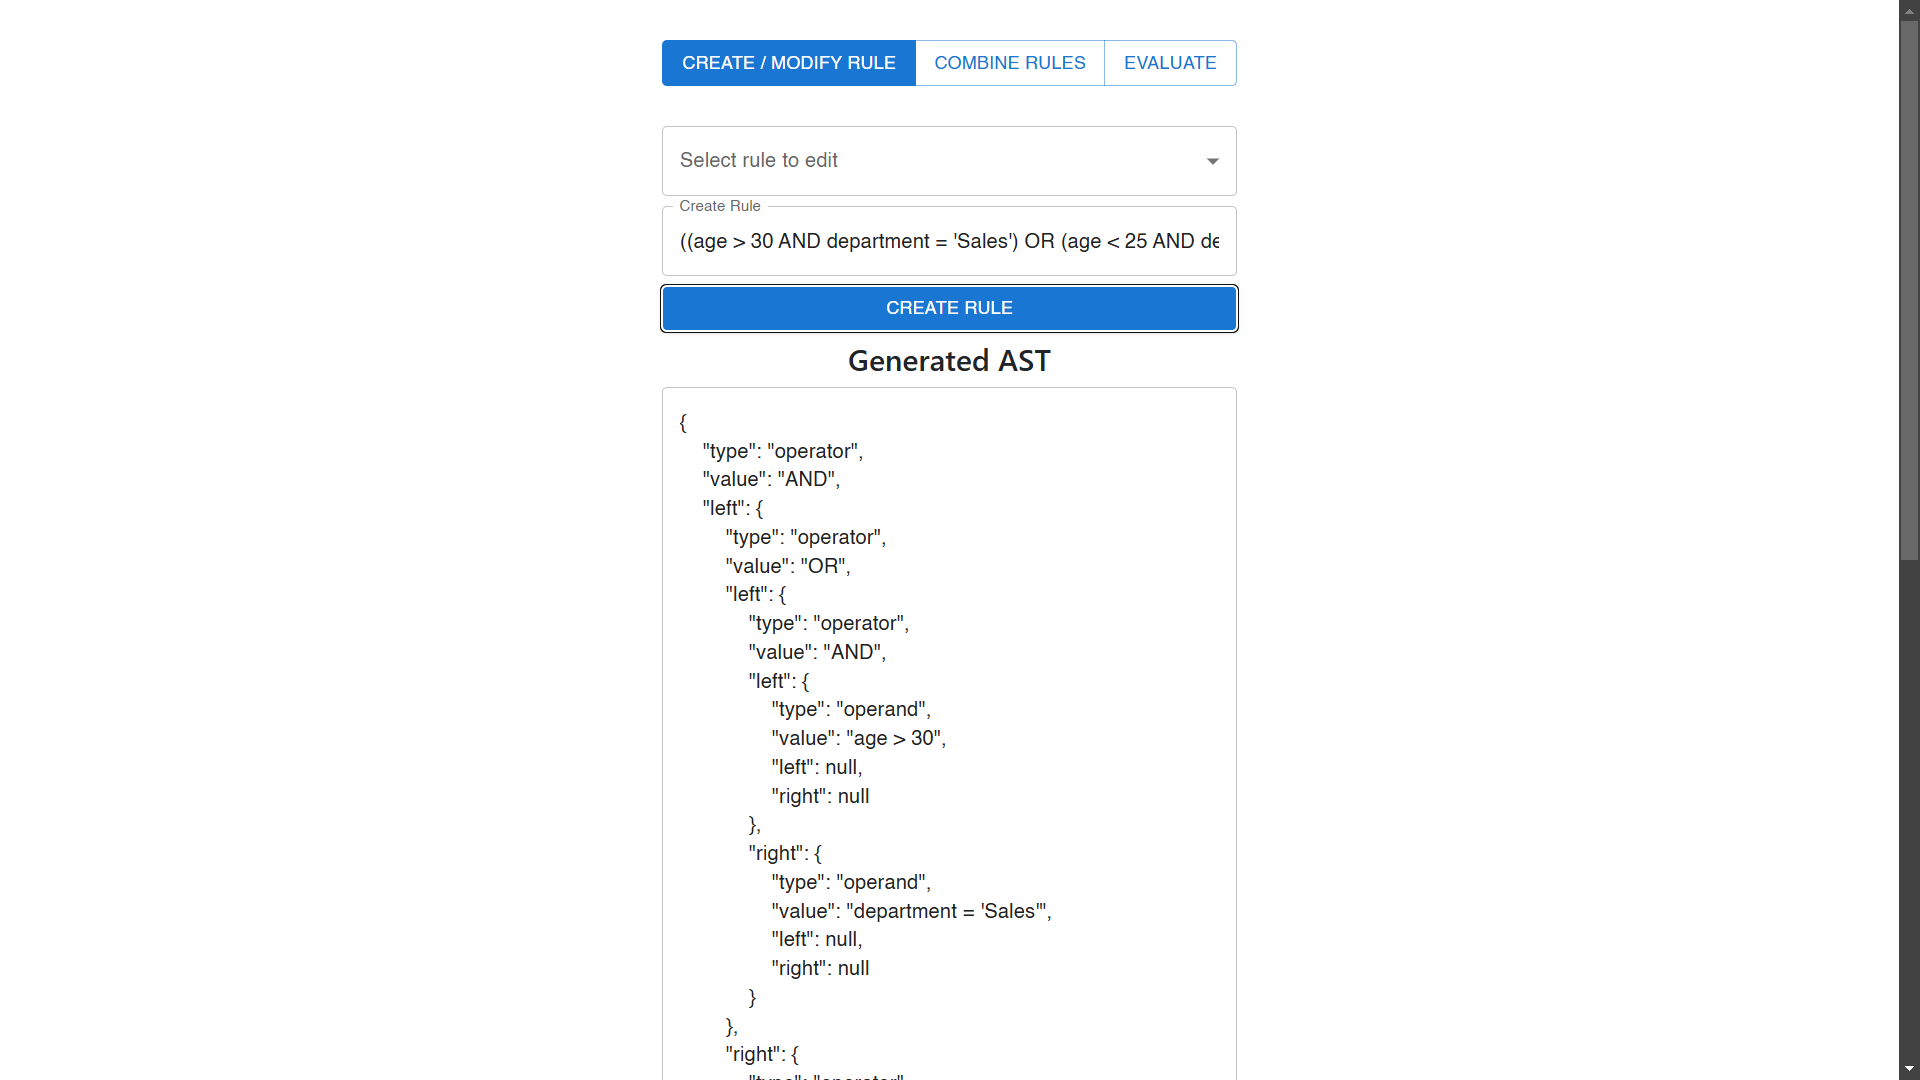 CREATE / MODIFY RULE COMBINE RULES EVALUATE
Select rule to edit
Create Rule
((age > 30 AND department = 'Sales') OR (age < 25 AND de
CREATE RULE
Generated AST
{
"type": "operator",
"value": "AND",
"left": {
"type": "operator",
"value": "OR",
"left": {
"type": "operator",
"value": "AND",
"left": {
"type": "operand",
"value": "age > 30",
"left": null,
"right": null
},
"right": {
"type": "operand",
"value": "department = 'Sales'",
"left": null,
"right": null
}
},
"right": {
"type": "operator"